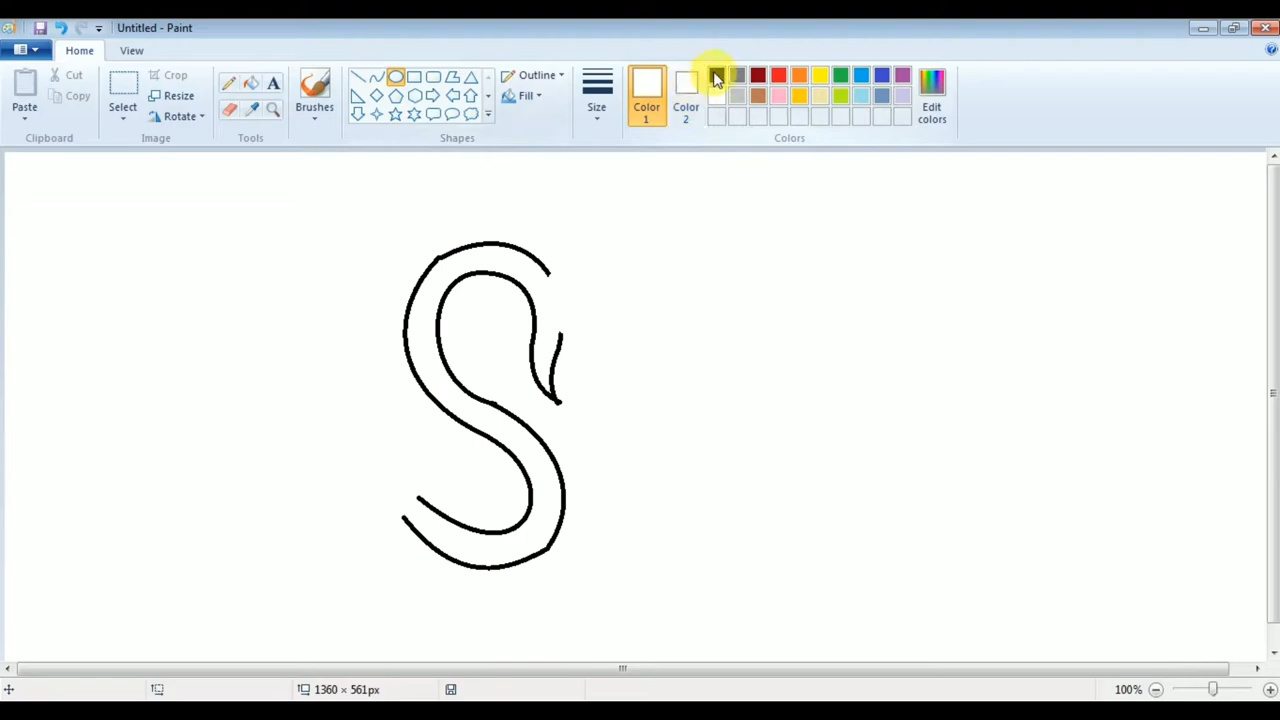 Untitled - Paint
Home View
Paste
Cut
Copy
Clipboard
Select
Crop
Resize
Rotate
Image
A
Tools
Brushes
Outline
Fill
Shapes
Size
Color
1
Color
2
Edit
colors
Colors
S
1360 × 561px
100%